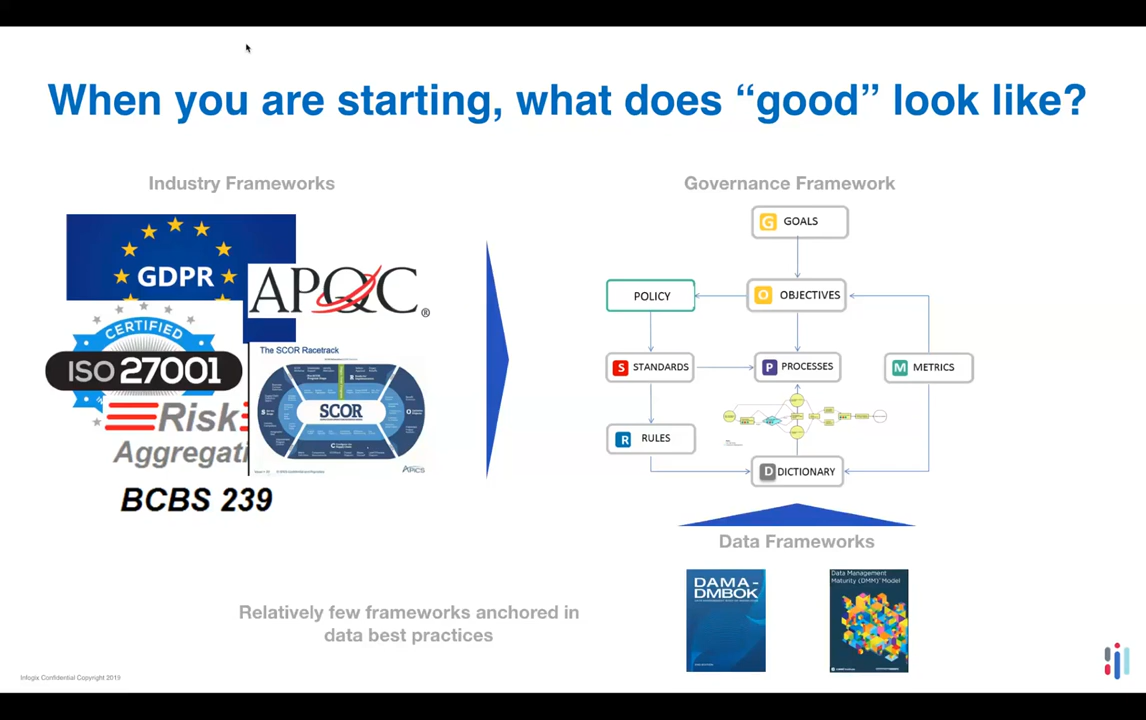 When you are starting, what does “good” look like?
Industry Frameworks
GDPR
APQC®
CERTIFIED
ISO 27001
Risk
Aggregati
BCBS 239
The SCOR Racetrack
SCOR
APICS
Governance Framework
G GOALS
POLICY
O OBJECTIVES
S STANDARDS
P PROCESSES
M METRICS
R RULES
D DICTIONARY
Data Frameworks
DAMA-
DMBOK
Data Management
Maturity (DMM)℠ Model
Relatively few frameworks anchored in
data best practices
Infogix Confidential Copyright 2019